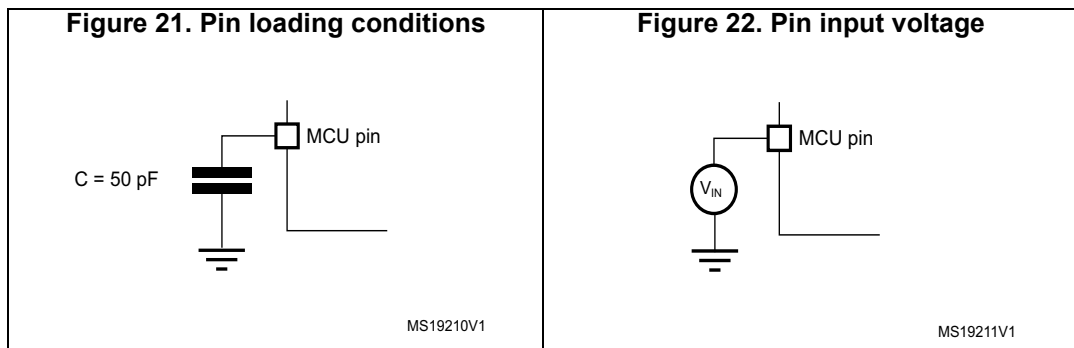 Figure 21. Pin loading conditions
MCU pin
C = 50 pF
MS19210V1
Figure 22. Pin input voltage
MCU pin
VIN
MS19211V1